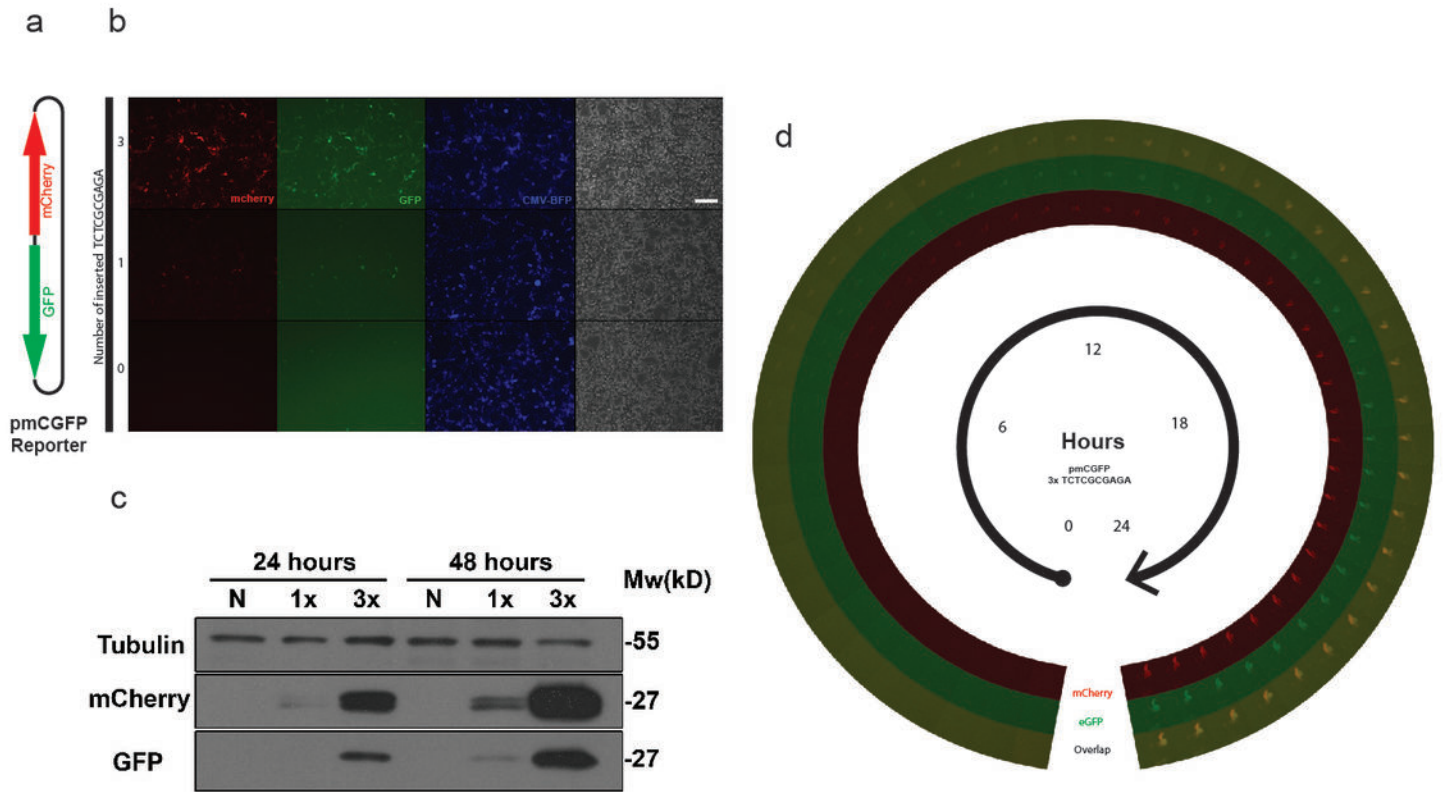 a
b
mCherry
GFP
pmCGFP
Reporter
Number of inserted TCTCGCGAGA
3
1
0
mcherry
GFP
CMV-BFP
c
24 hours
48 hours
Mw(kD)
N
1x
3x
N
1x
3x
Tubulin
-55
mCherry
-27
GFP
-27
d
12
6
18
Hours
pmCGFP
3x TCTCGCGAGA
0
24
mCherry
eGFP
Overlap